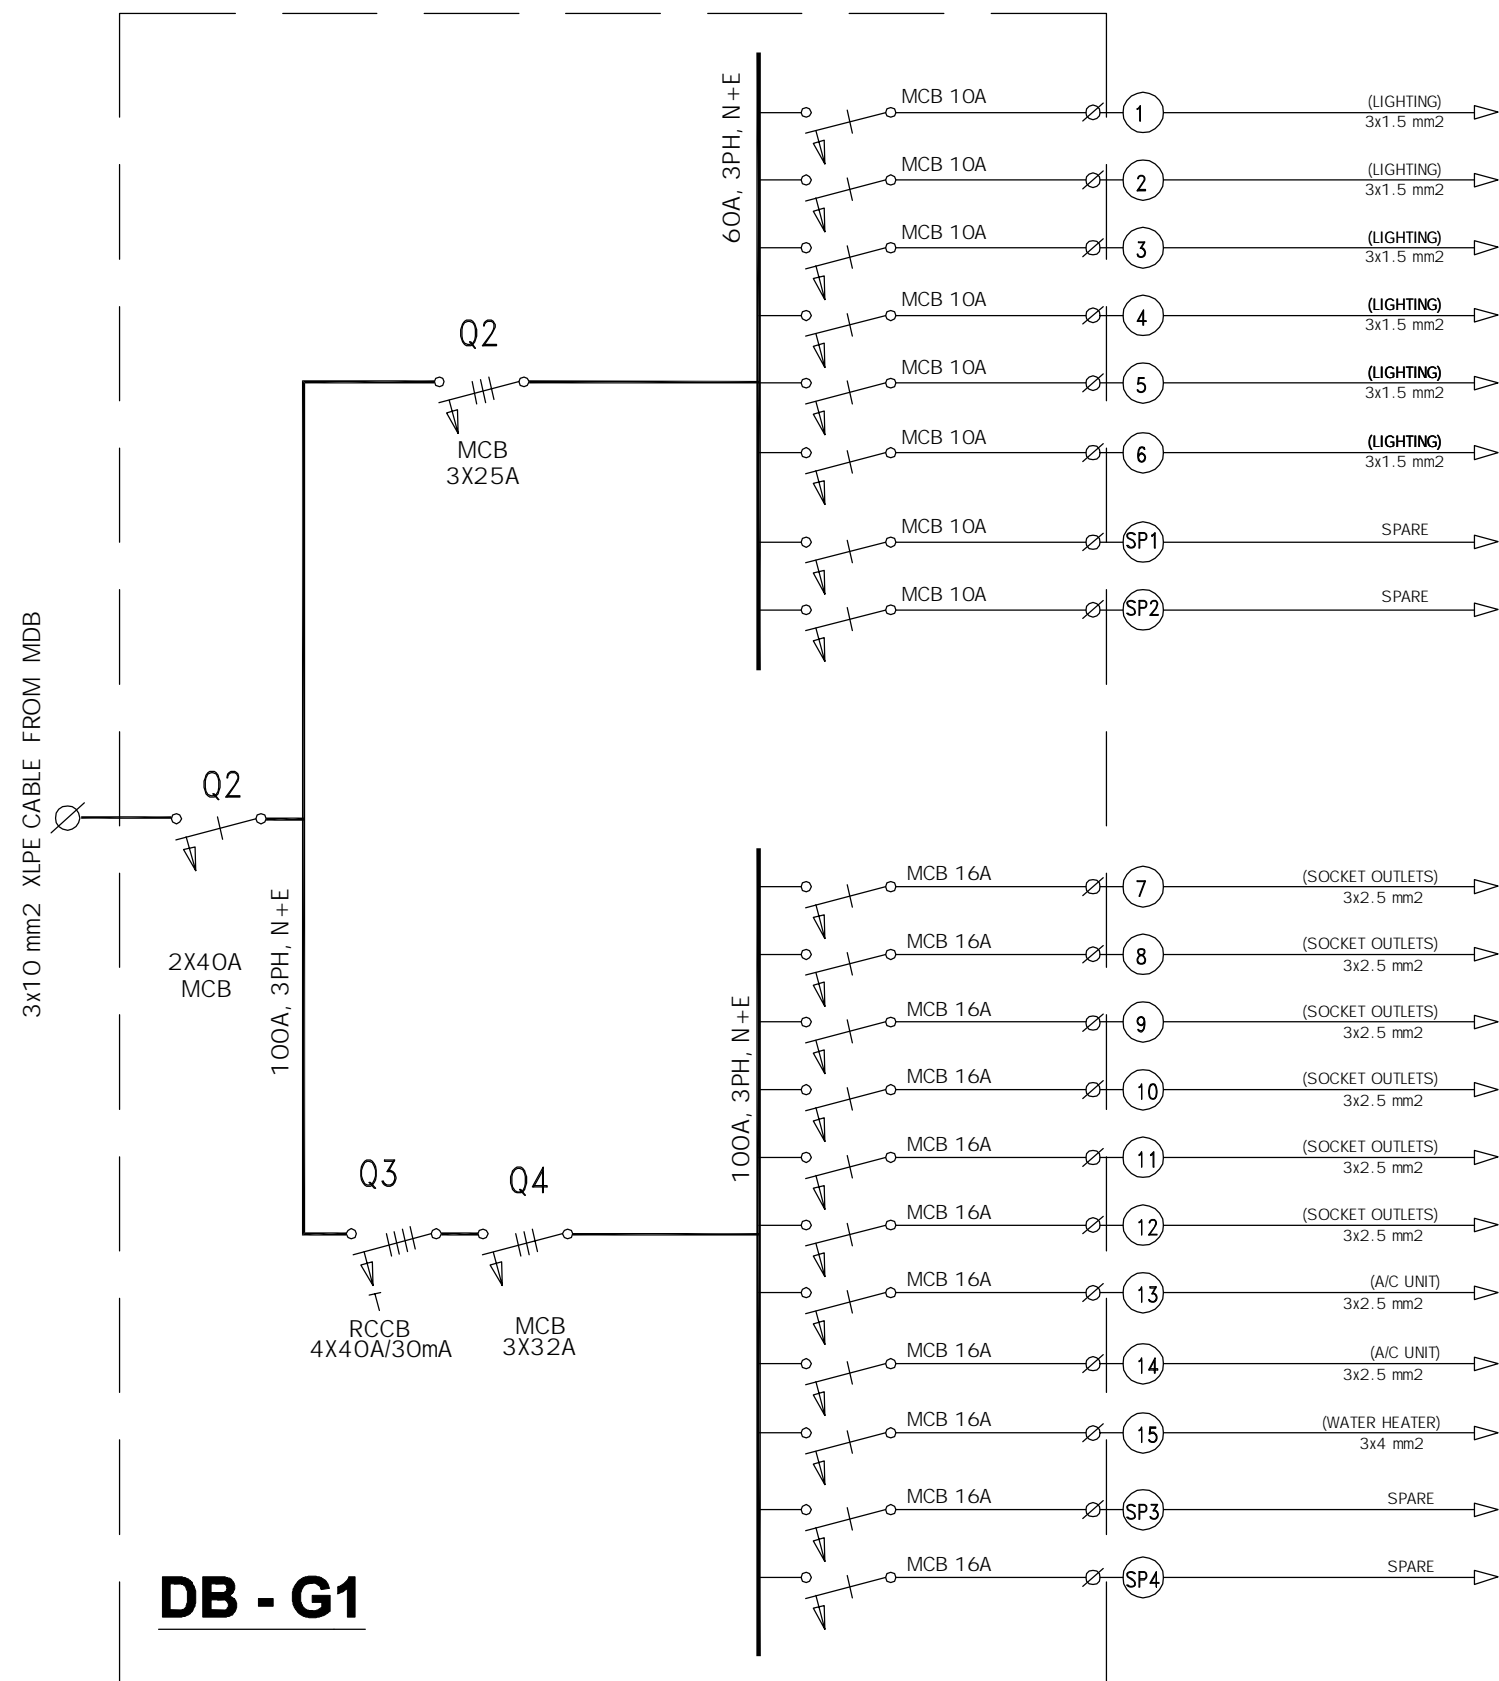 60A, 3PH, N+E
MCB 10A
1
(LIGHTING)
3x1.5 mm2
MCB 10A
2
(LIGHTING)
3x1.5 mm2
MCB 10A
3
(LIGHTING)
3x1.5 mm2
MCB 10A
4
(LIGHTING)
3x1.5 mm2
MCB 10A
5
(LIGHTING)
3x1.5 mm2
MCB 10A
6
(LIGHTING)
3x1.5 mm2
MCB 10A
SP1
SPARE
MCB 10A
SP2
SPARE
Q2
MCB
3X25A
3x10 mm2 XLPE CABLE FROM MDB
Q2
2X40A
MCB
100A, 3PH, N+E
Q3
RCCB
4X40A/30mA
Q4
MCB
3X32A
100A, 3PH, N+E
MCB 16A
7
(SOCKET OUTLETS)
3x2.5 mm2
MCB 16A
8
(SOCKET OUTLETS)
3x2.5 mm2
MCB 16A
9
(SOCKET OUTLETS)
3x2.5 mm2
MCB 16A
10
(SOCKET OUTLETS)
3x2.5 mm2
MCB 16A
11
(SOCKET OUTLETS)
3x2.5 mm2
MCB 16A
12
(SOCKET OUTLETS)
3x2.5 mm2
MCB 16A
13
(A/C UNIT)
3x2.5 mm2
MCB 16A
14
(A/C UNIT)
3x2.5 mm2
MCB 16A
15
(WATER HEATER)
3x4 mm2
MCB 16A
SP3
SPARE
MCB 16A
SP4
SPARE
DB - G1